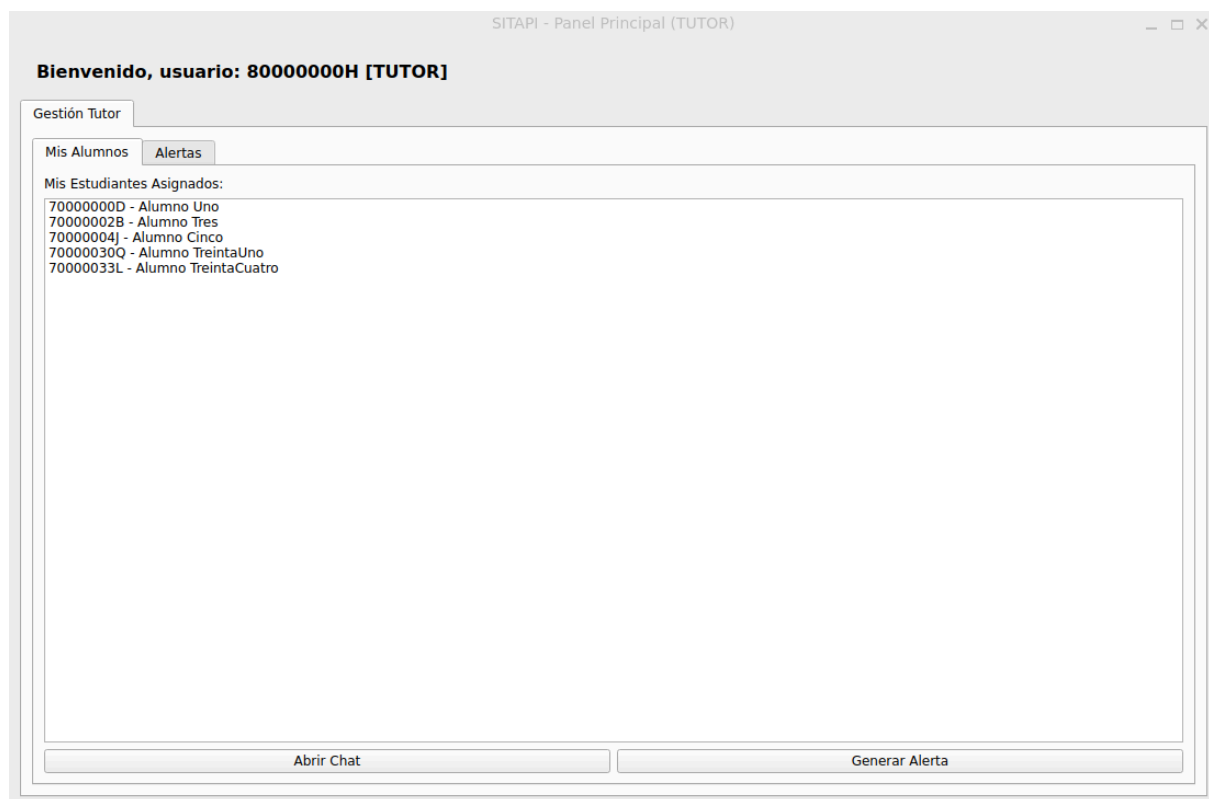 SITAPI - Panel Principal (TUTOR)
Bienvenido, usuario: 80000000H [TUTOR]
Gestión Tutor
Mis Alumnos Alertas
Mis Estudiantes Asignados:
70000000D - Alumno Uno
70000002B - Alumno Tres
70000004J - Alumno Cinco
70000030Q - Alumno TreintaUno
70000033L - Alumno TreintaCuatro
Abrir Chat Generar Alerta